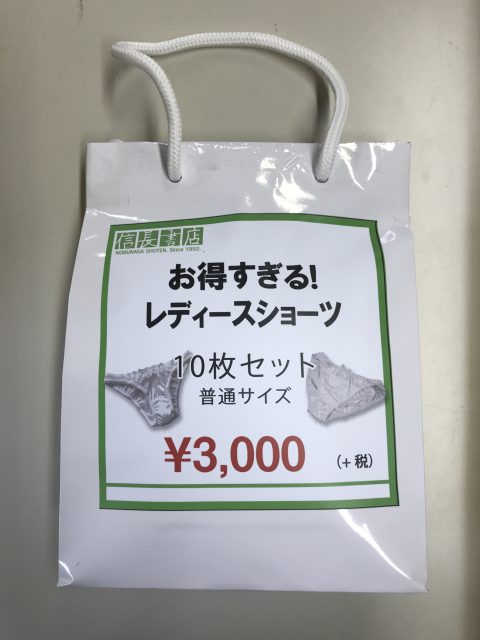 信長書店
NOBUNAGA SHOTEN. Since 1992.
お得すぎる!
レディースショーツ
10枚セット
普通サイズ
¥3,000
(+税)